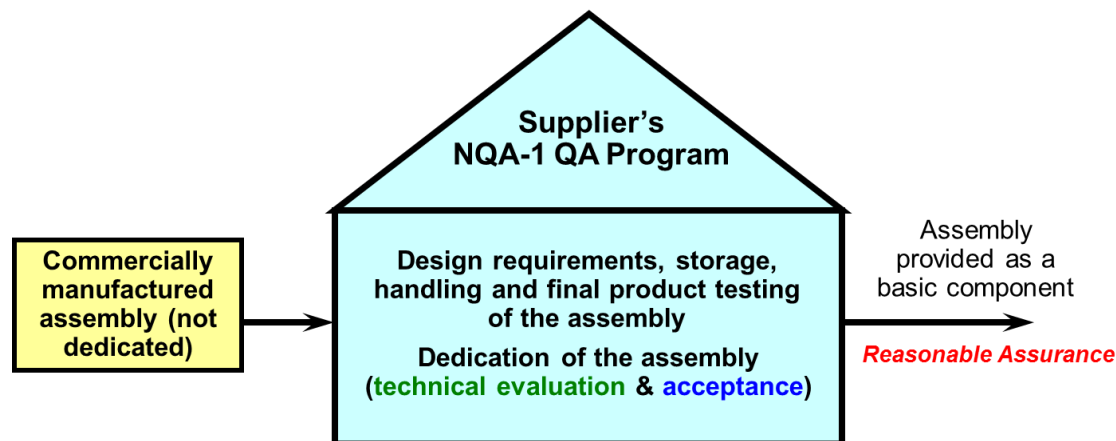 Supplier's
NQA-1 QA Program
Commercially
manufactured
assembly (not
dedicated)
Design requirements, storage,
handling and final product testing
of the assembly
Dedication of the assembly
(technical evaluation & acceptance)
Assembly
provided as a
basic component
Reasonable Assurance